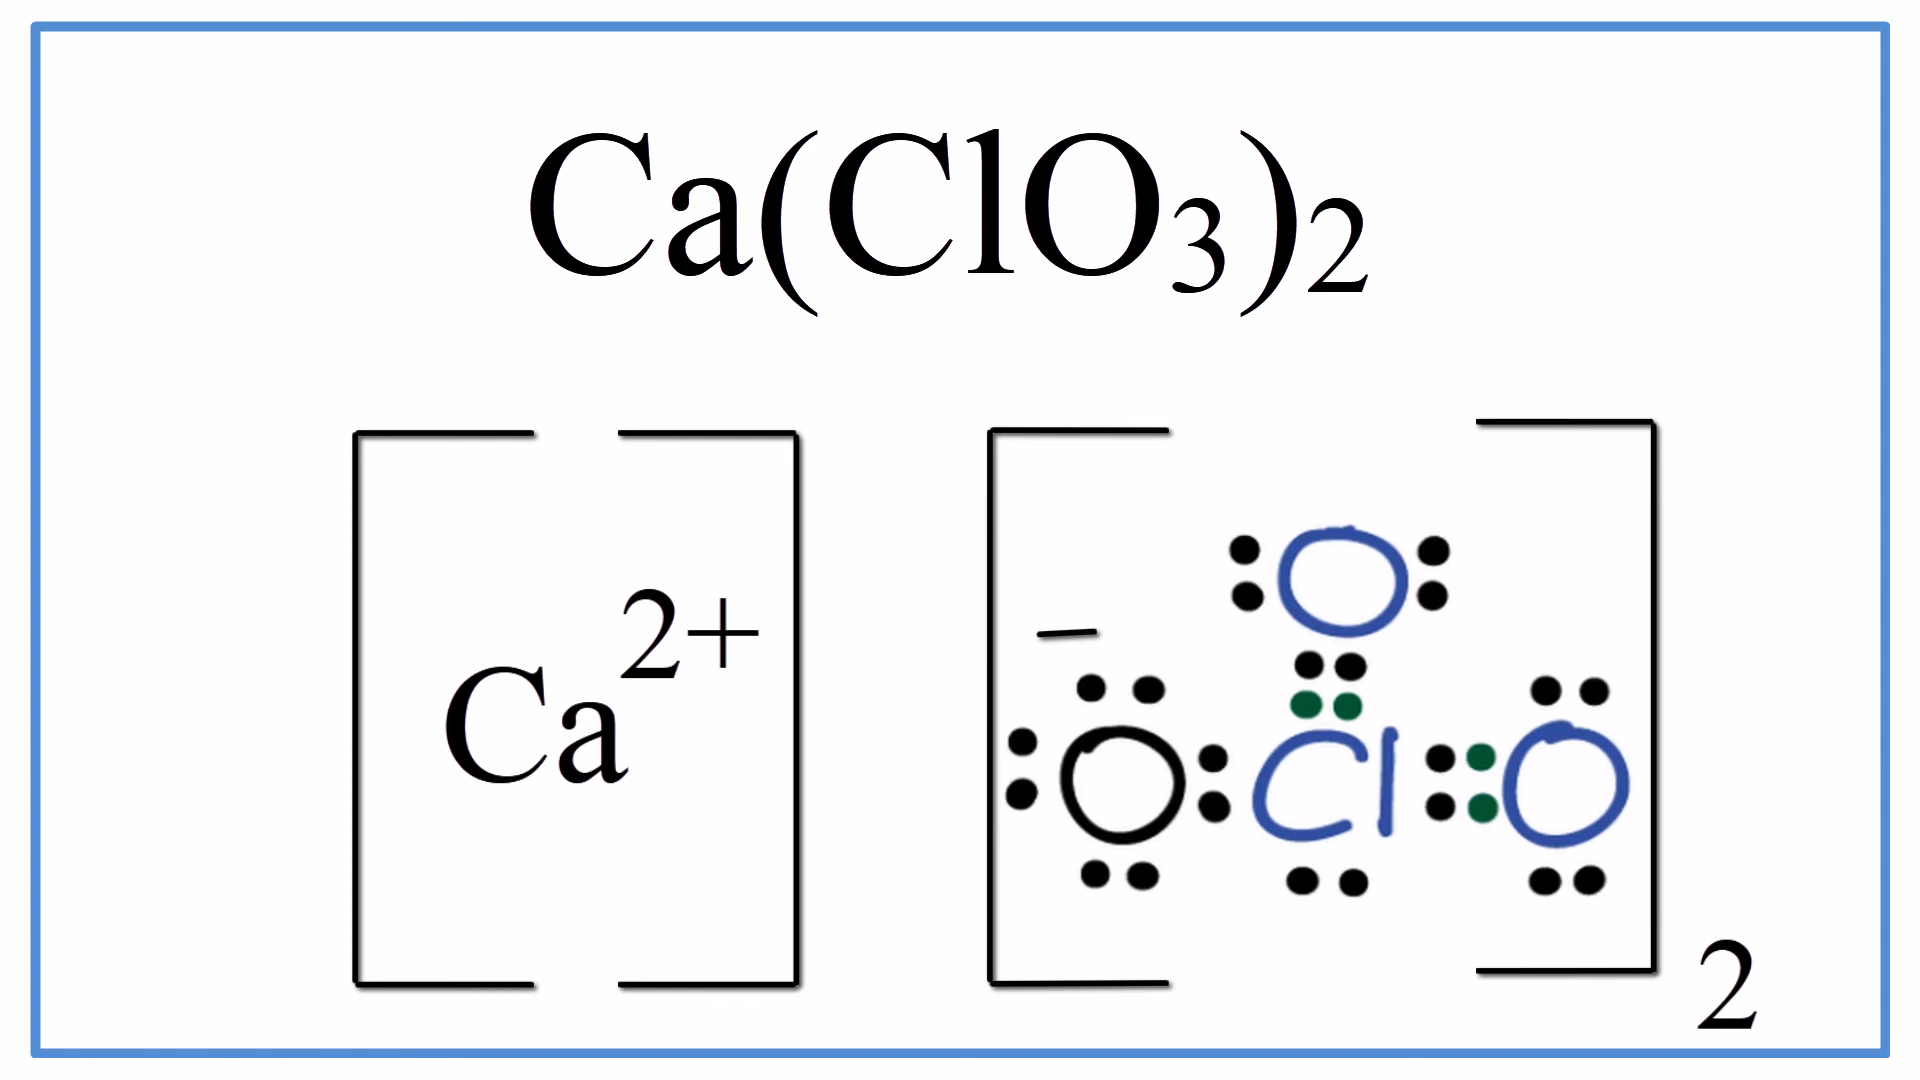 Ca(ClO₃)₂
Ca²⁺
−
O
O Cl O
2